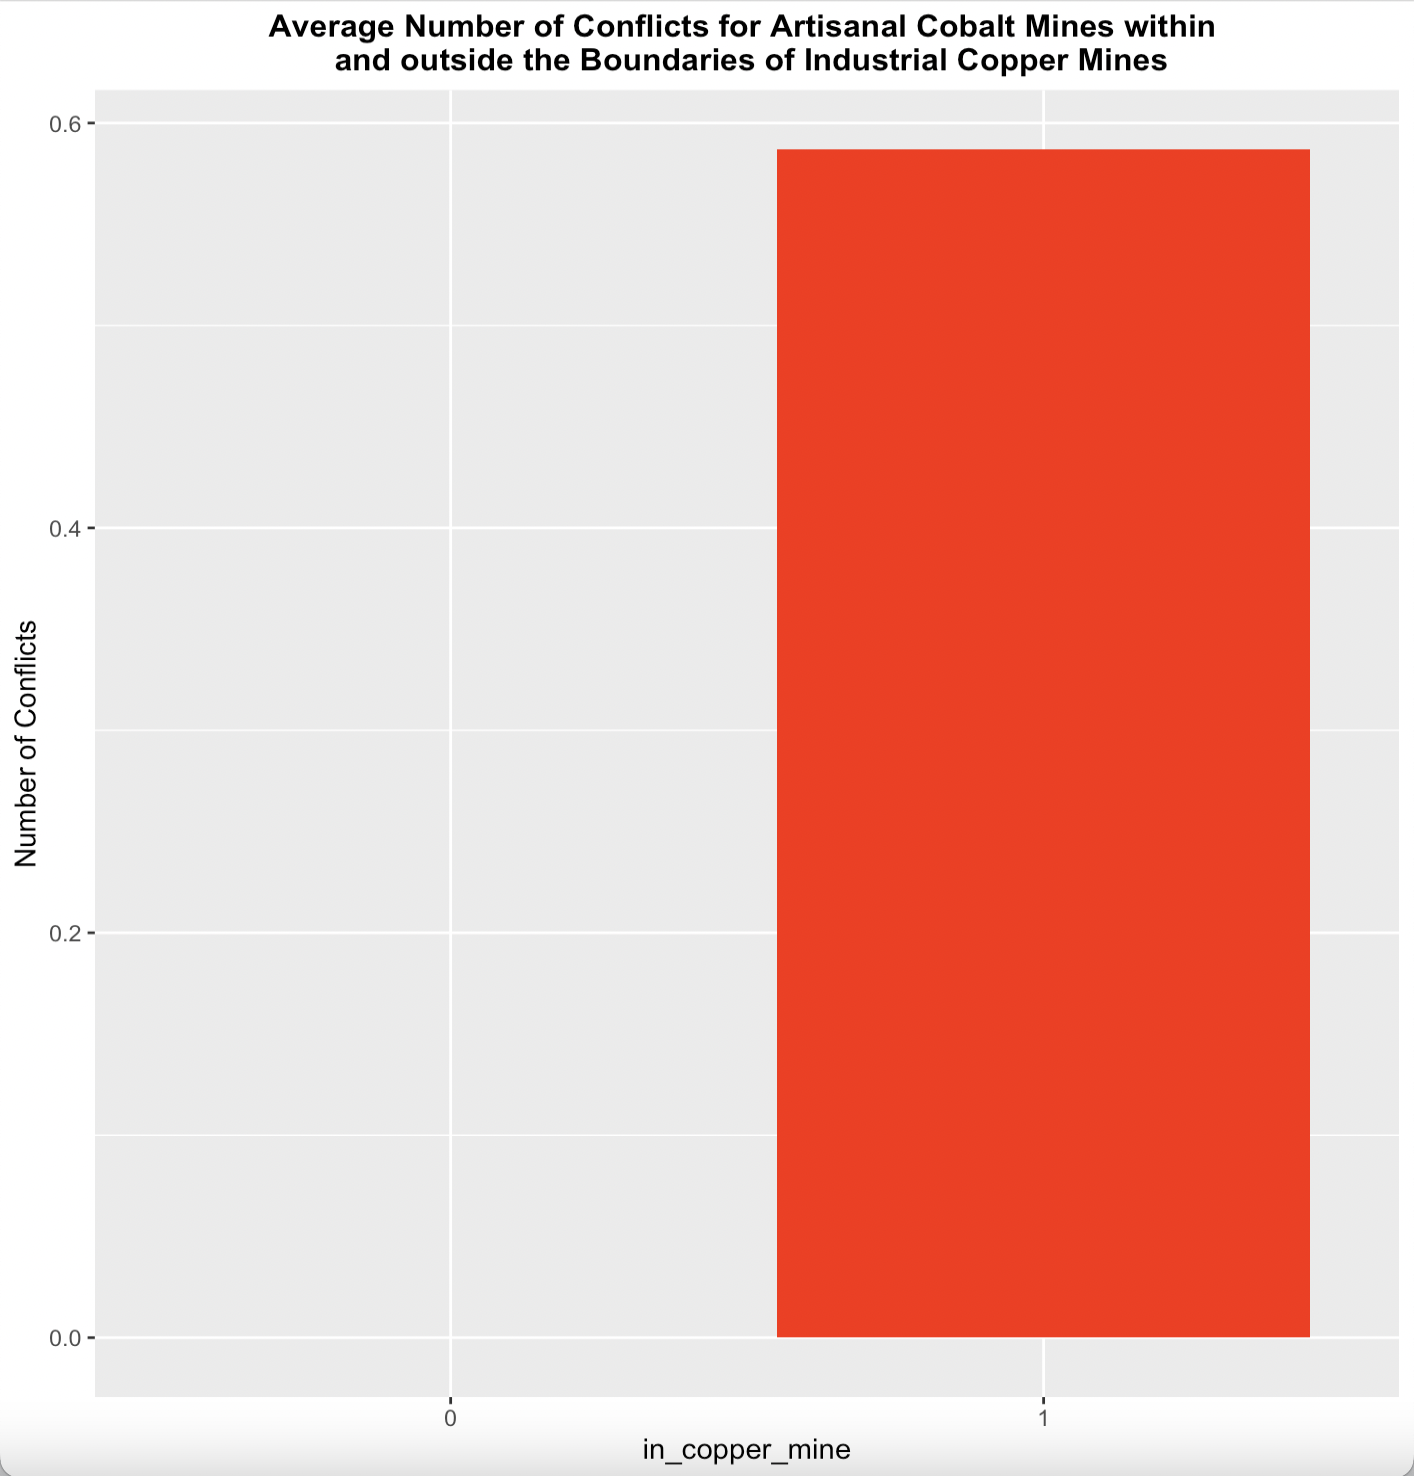 Average Number of Conflicts for Artisanal Cobalt Mines within
and outside the Boundaries of Industrial Copper Mines
0.6
0.4
0.2
0.0
Number of Conflicts
0
1
in_copper_mine